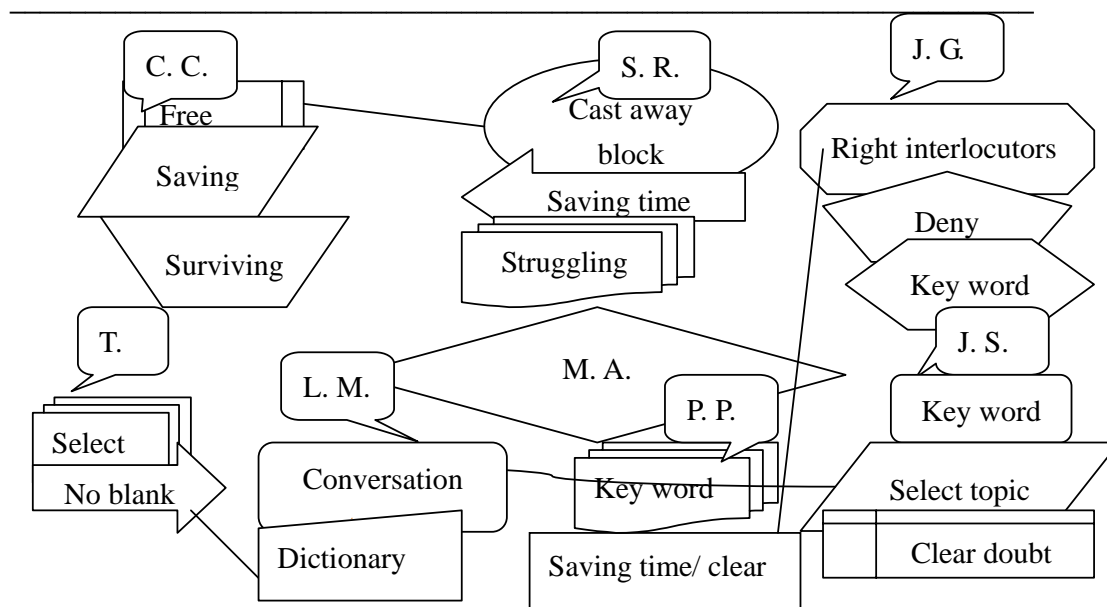 C. C.
Free
Saving
Surviving
S. R.
Cast away
block
Saving time
Struggling
J. G.
Right interlocutors
Deny
Key word
T.
Select
No blank
L. M.
Conversation
Dictionary
M. A.
P. P.
Key word
Saving time/ clear
J. S.
Key word
Select topic
Clear doubt